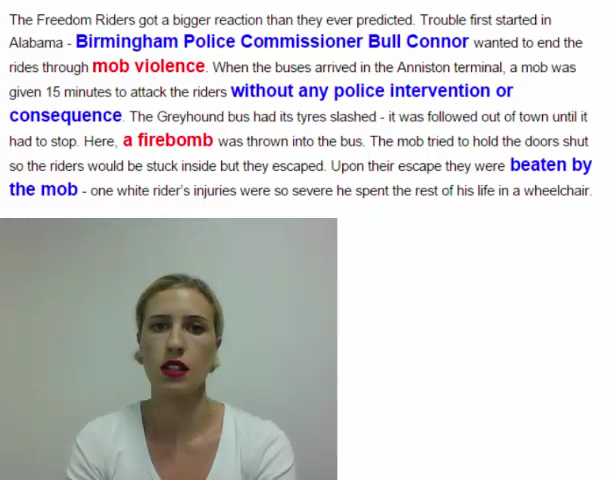 The Freedom Riders got a bigger reaction than they ever predicted. Trouble first started in
Alabama - Birmingham Police Commissioner Bull Connor wanted to end the
rides through mob violence. When the buses arrived in the Anniston terminal, a mob was
given 15 minutes to attack the riders without any police intervention or
consequence. The Greyhound bus had its tyres slashed - it was followed out of town until it
had to stop. Here, a firebomb was thrown into the bus. The mob tried to hold the doors shut
so the riders would be stuck inside but they escaped. Upon their escape they were beaten by
the mob - one white rider's injuries were so severe he spent the rest of his life in a wheelchair.